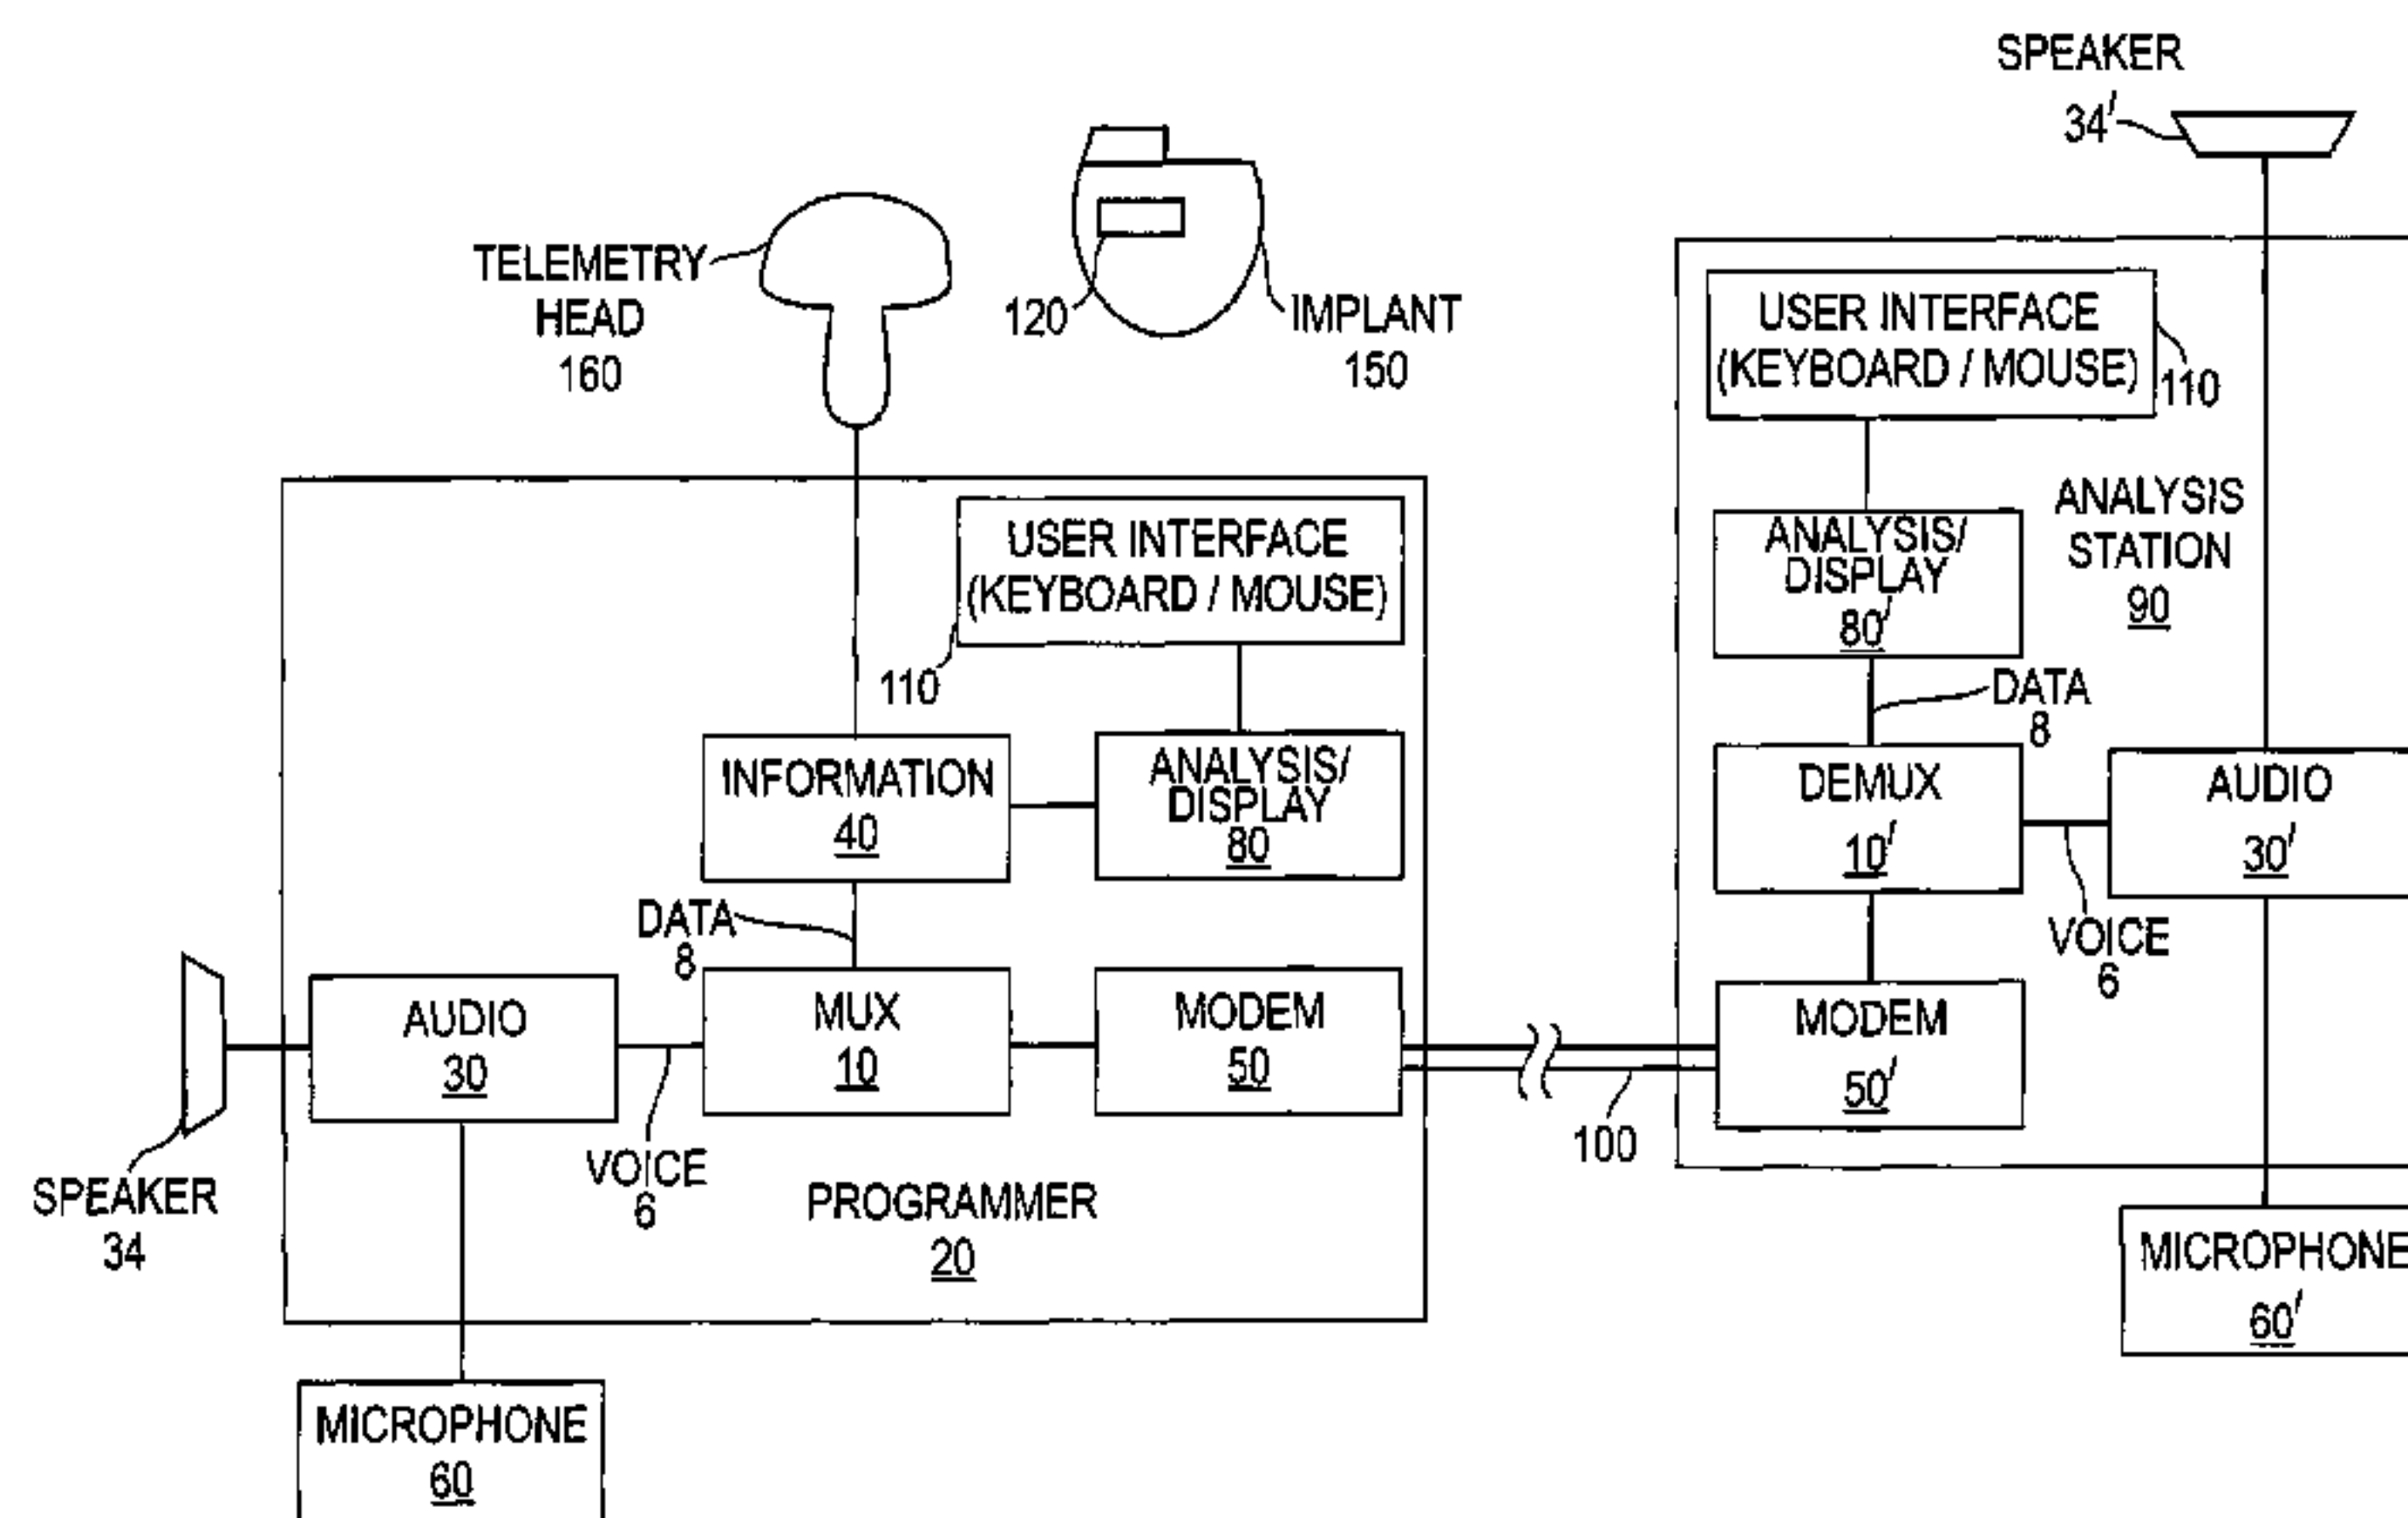 SPEAKER
34′
TELEMETRY
HEAD
160
120
IMPLANT
150
USER INTERFACE
(KEYBOARD / MOUSE)
110
ANALYSIS/
DISPLAY
80′
ANALYSIS
STATION
90
DATA
8
DEMUX
10′
AUDIO
30′
VOICE
6
MODEM
50′
MICROPHONE
60′
USER INTERFACE
(KEYBOARD / MOUSE)
110
INFORMATION
40
ANALYSIS/
DISPLAY
80
DATA
8
AUDIO
30
MUX
10
MODEM
50
100
VOICE
6
SPEAKER
34
PROGRAMMER
20
MICROPHONE
60